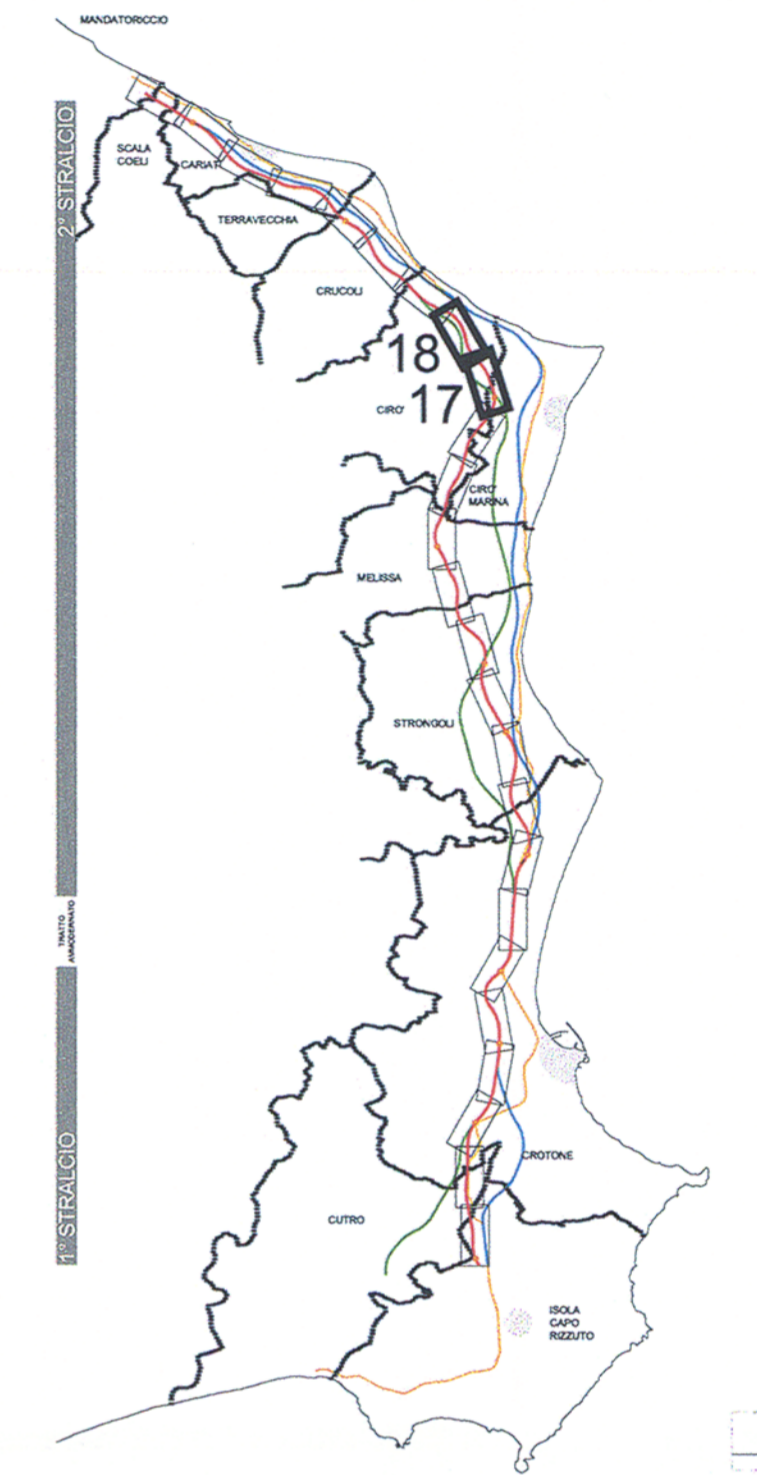 MANDATORICCIO
2° STRALCIO
SCALA
COELI
CARIATI
TERRAVECCHIA
CRUCOLI
18
CIRO'
17
CIRO'
MARINA
MELISSA
STRONGOLI
TRATTO
AMMODERNATO
1° STRALCIO
CROTONE
CUTRO
ISOLA
CAPO
RIZZUTO